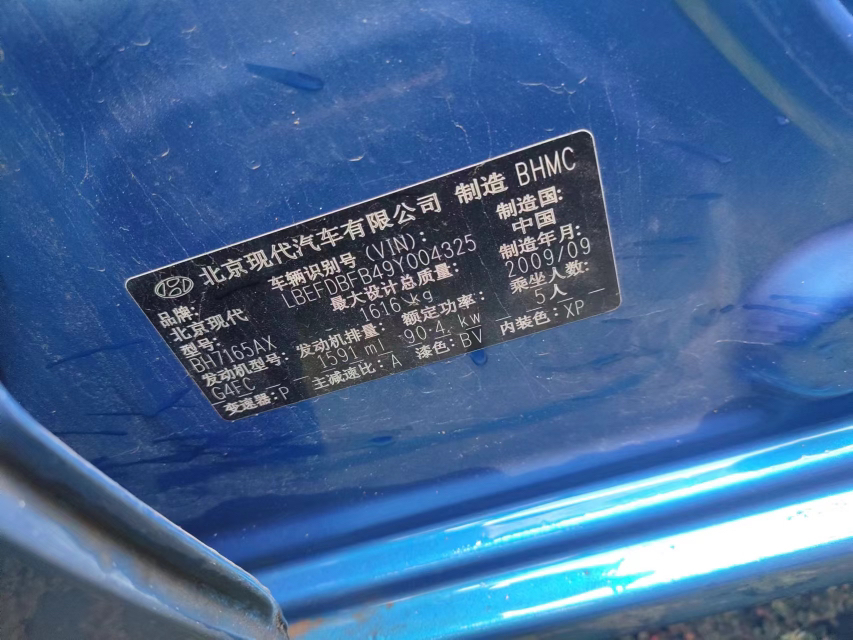 北京现代汽车有限公司 制造 BHMC
品牌: 车辆识别号(VIN): 制造国:
北京现代 LBEFDBFB49Y004325 中国
型号: 最大设计总质量: 制造年月:
BH7165AX 1616 kg 2009/09
发动机型号: 发动机排量: 额定功率: 乘坐人数:
G4FC 1591 ml 90.4 kw 5人
变速器:P 主减速比:A 漆色:BV 内装色:XP